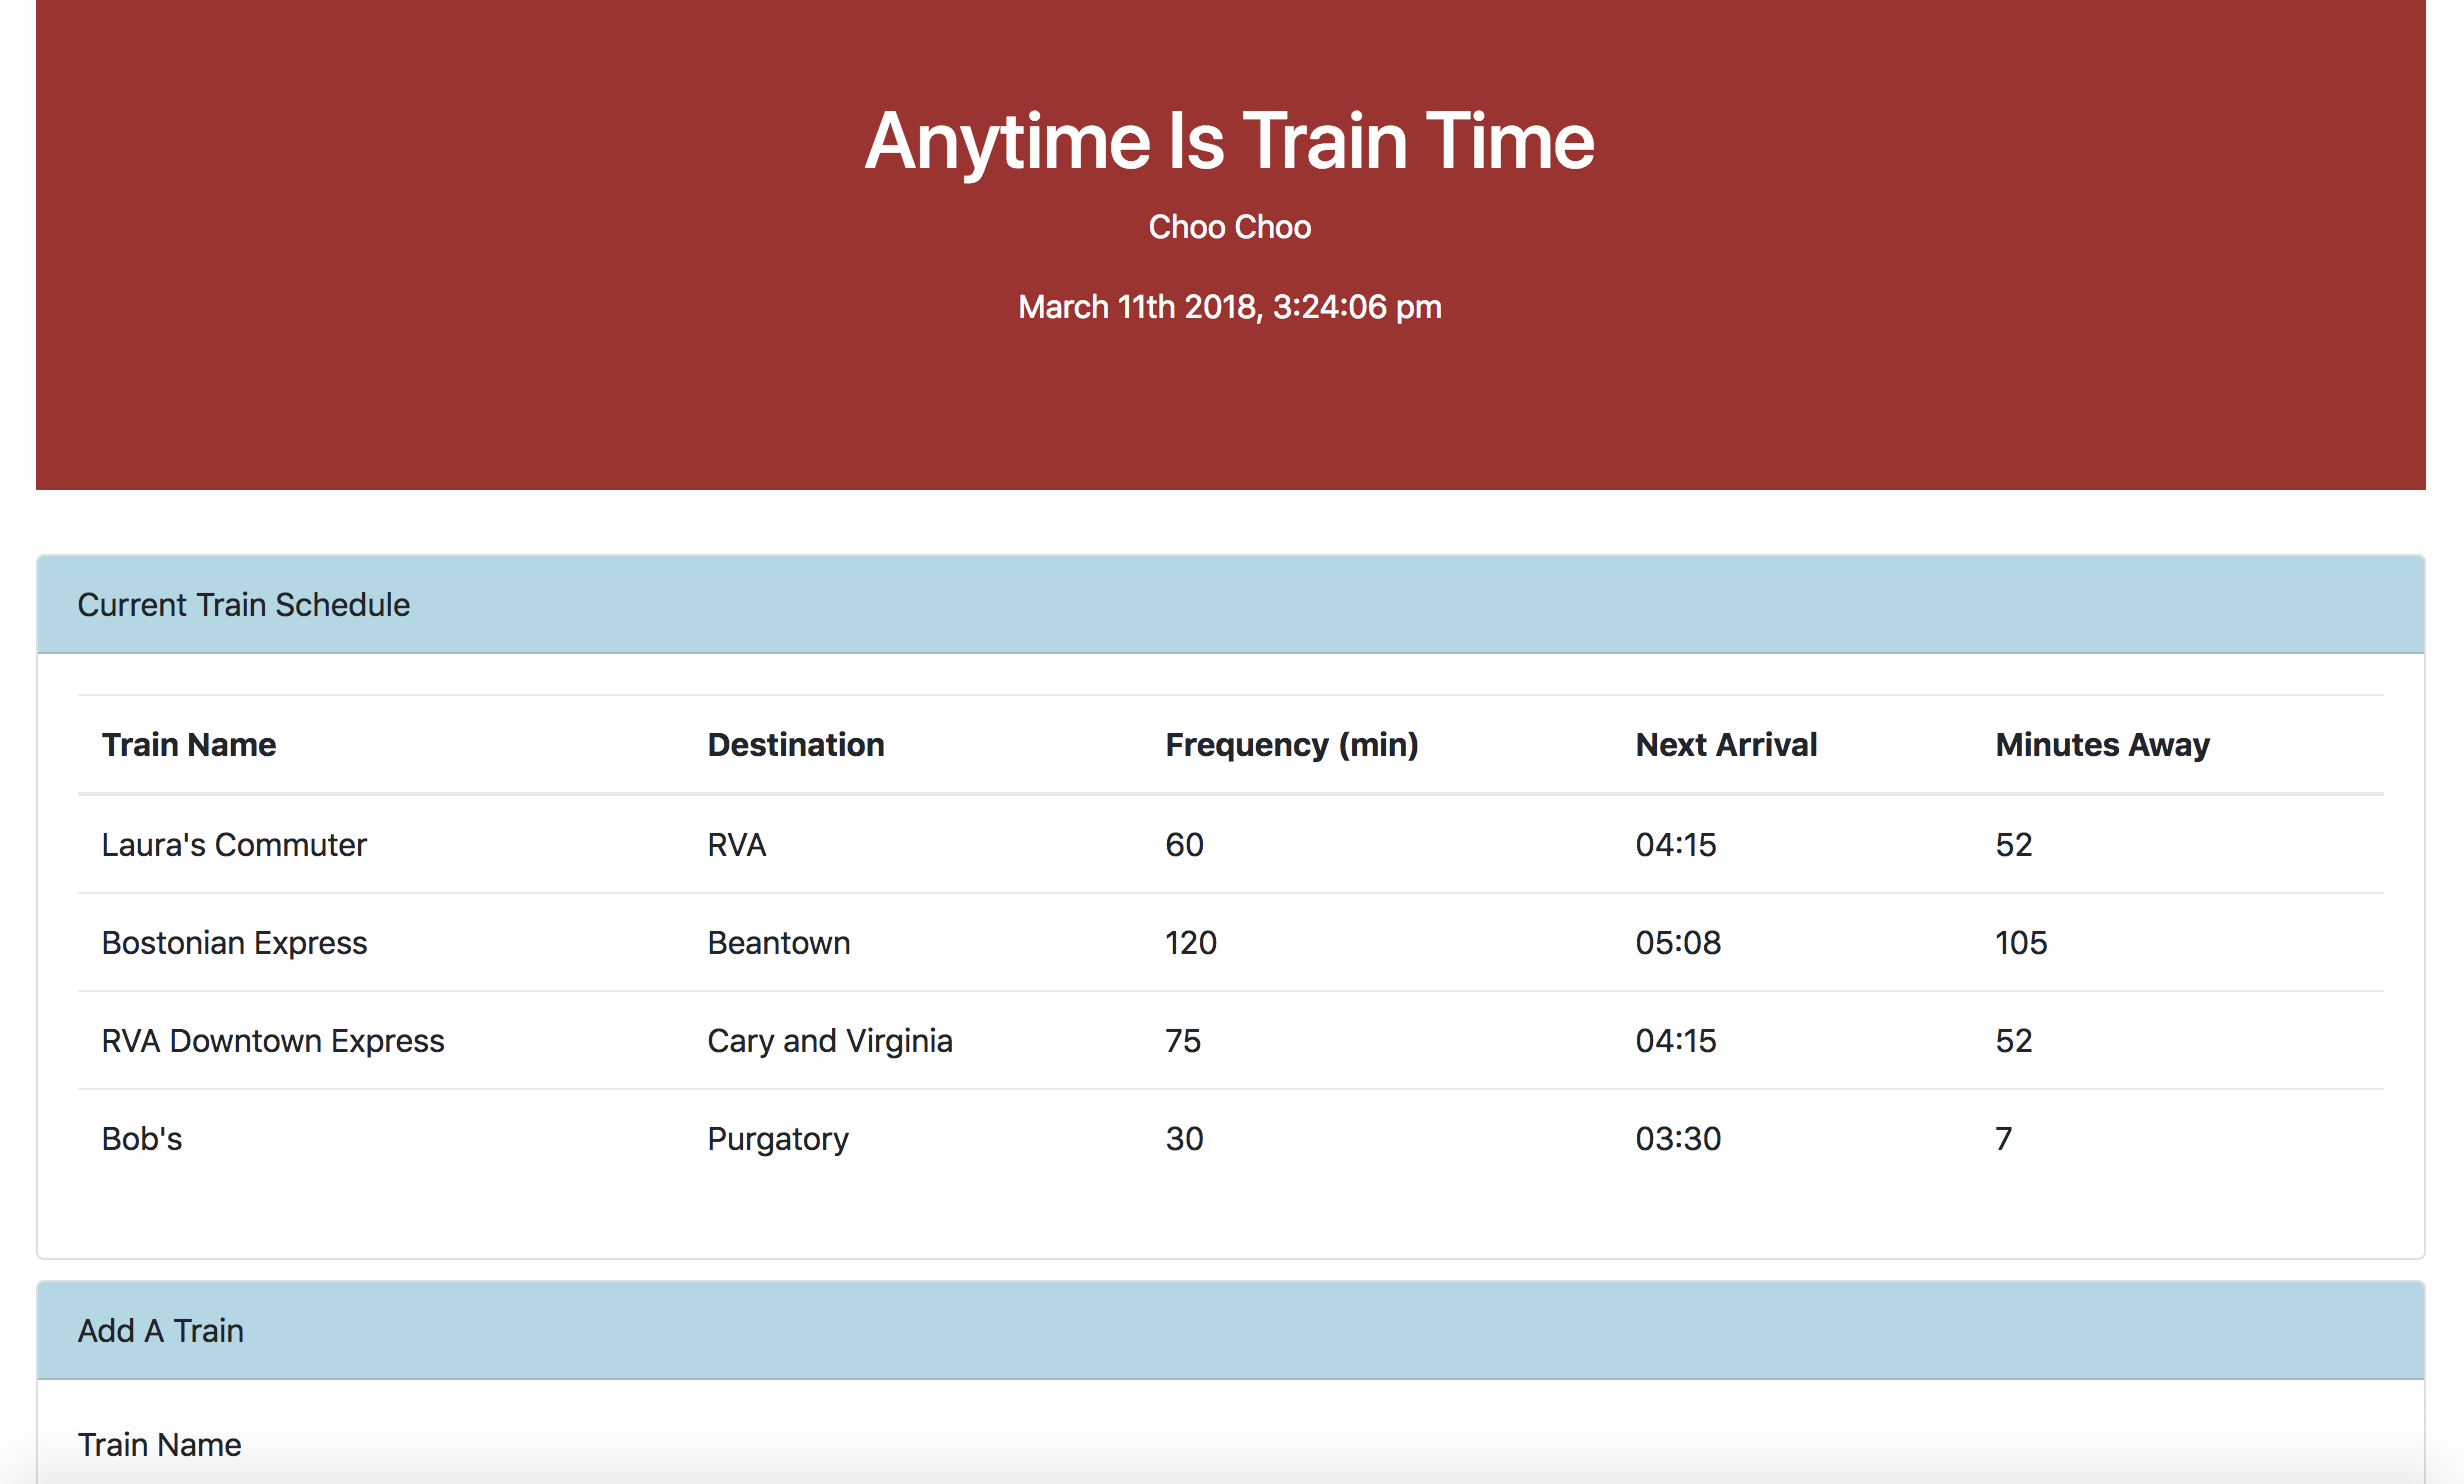 Anytime Is Train Time
Choo Choo
March 11th 2018, 3:24:06 pm
Current Train Schedule
Train Name Destination Frequency (min) Next Arrival Minutes Away
Laura's Commuter RVA 60 04:15 52
Bostonian Express Beantown 120 05:08 105
RVA Downtown Express Cary and Virginia 75 04:15 52
Bob's Purgatory 30 03:30 7
Add A Train
Train Name